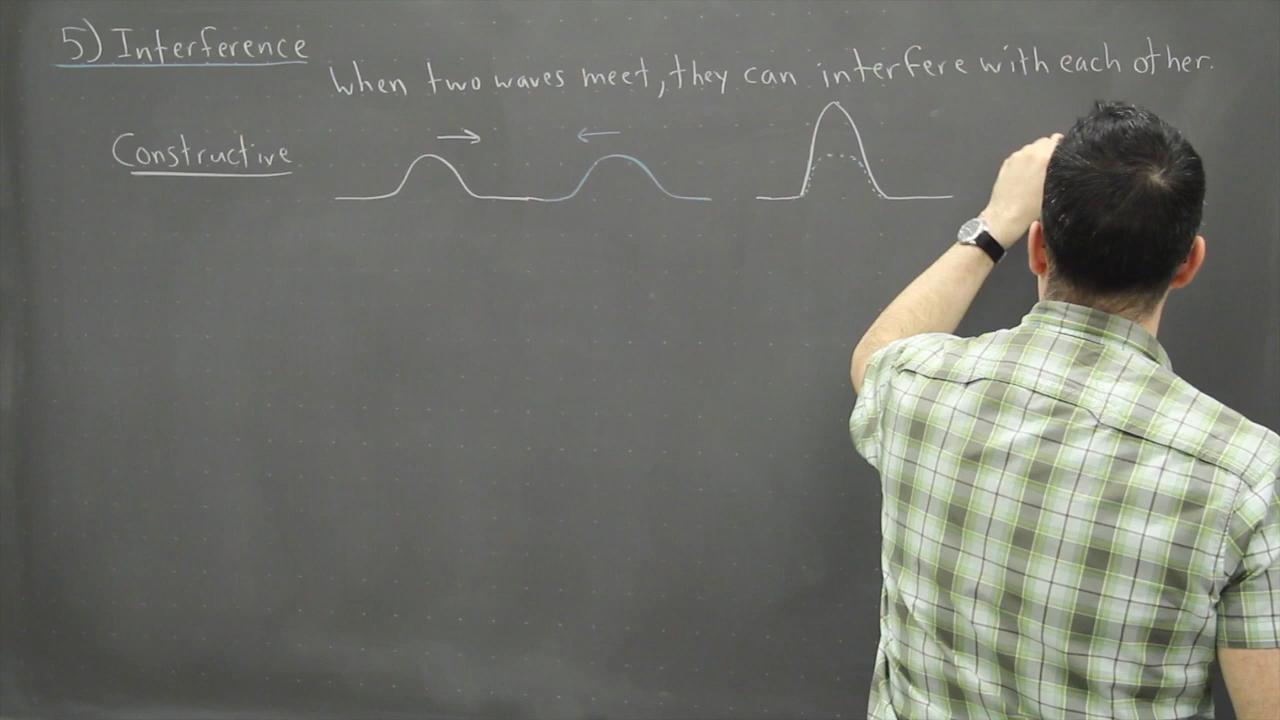 5) Interference
When two waves meet, they can interfere with each other.
Constructive